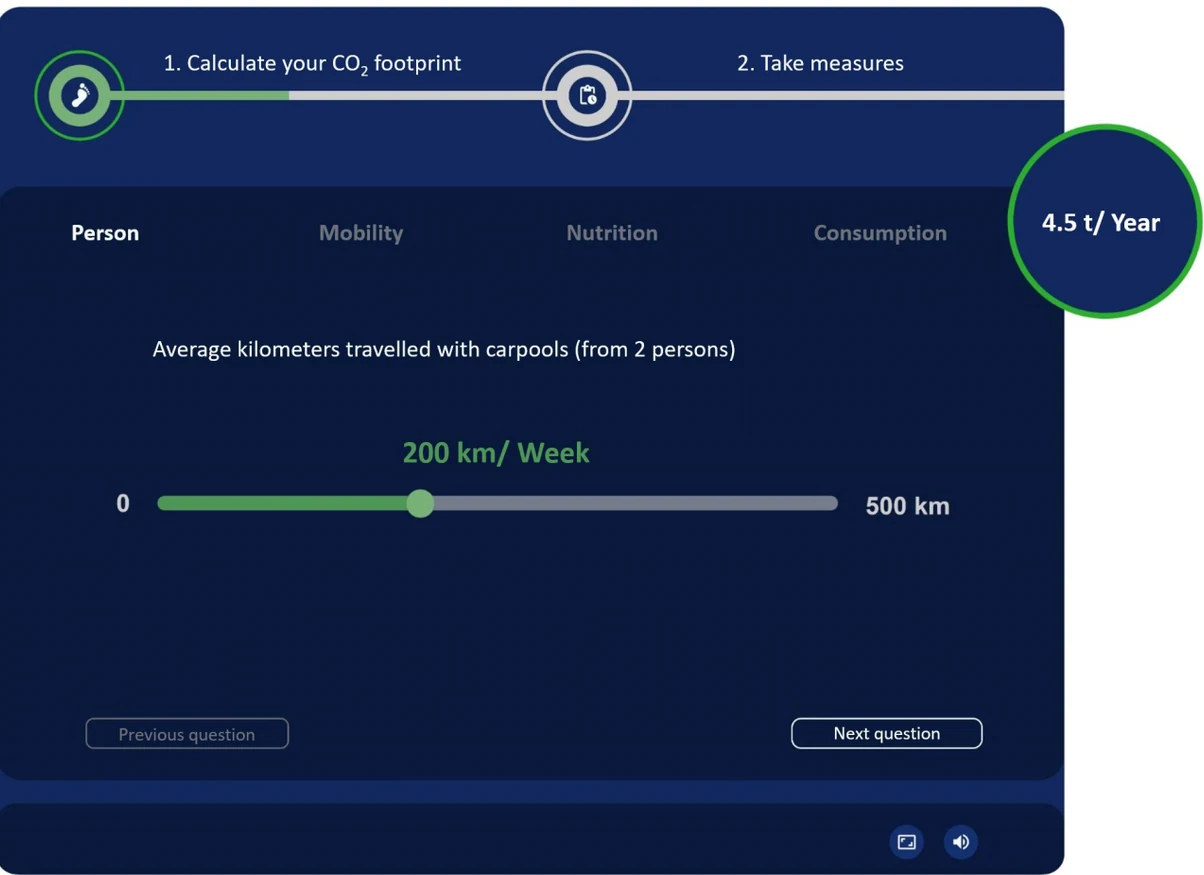 1. Calculate your CO₂ footprint
2. Take measures
4.5 t/ Year
Person
Mobility
Nutrition
Consumption
Average kilometers travelled with carpools (from 2 persons)
200 km/ Week
0
500 km
Previous question
Next question